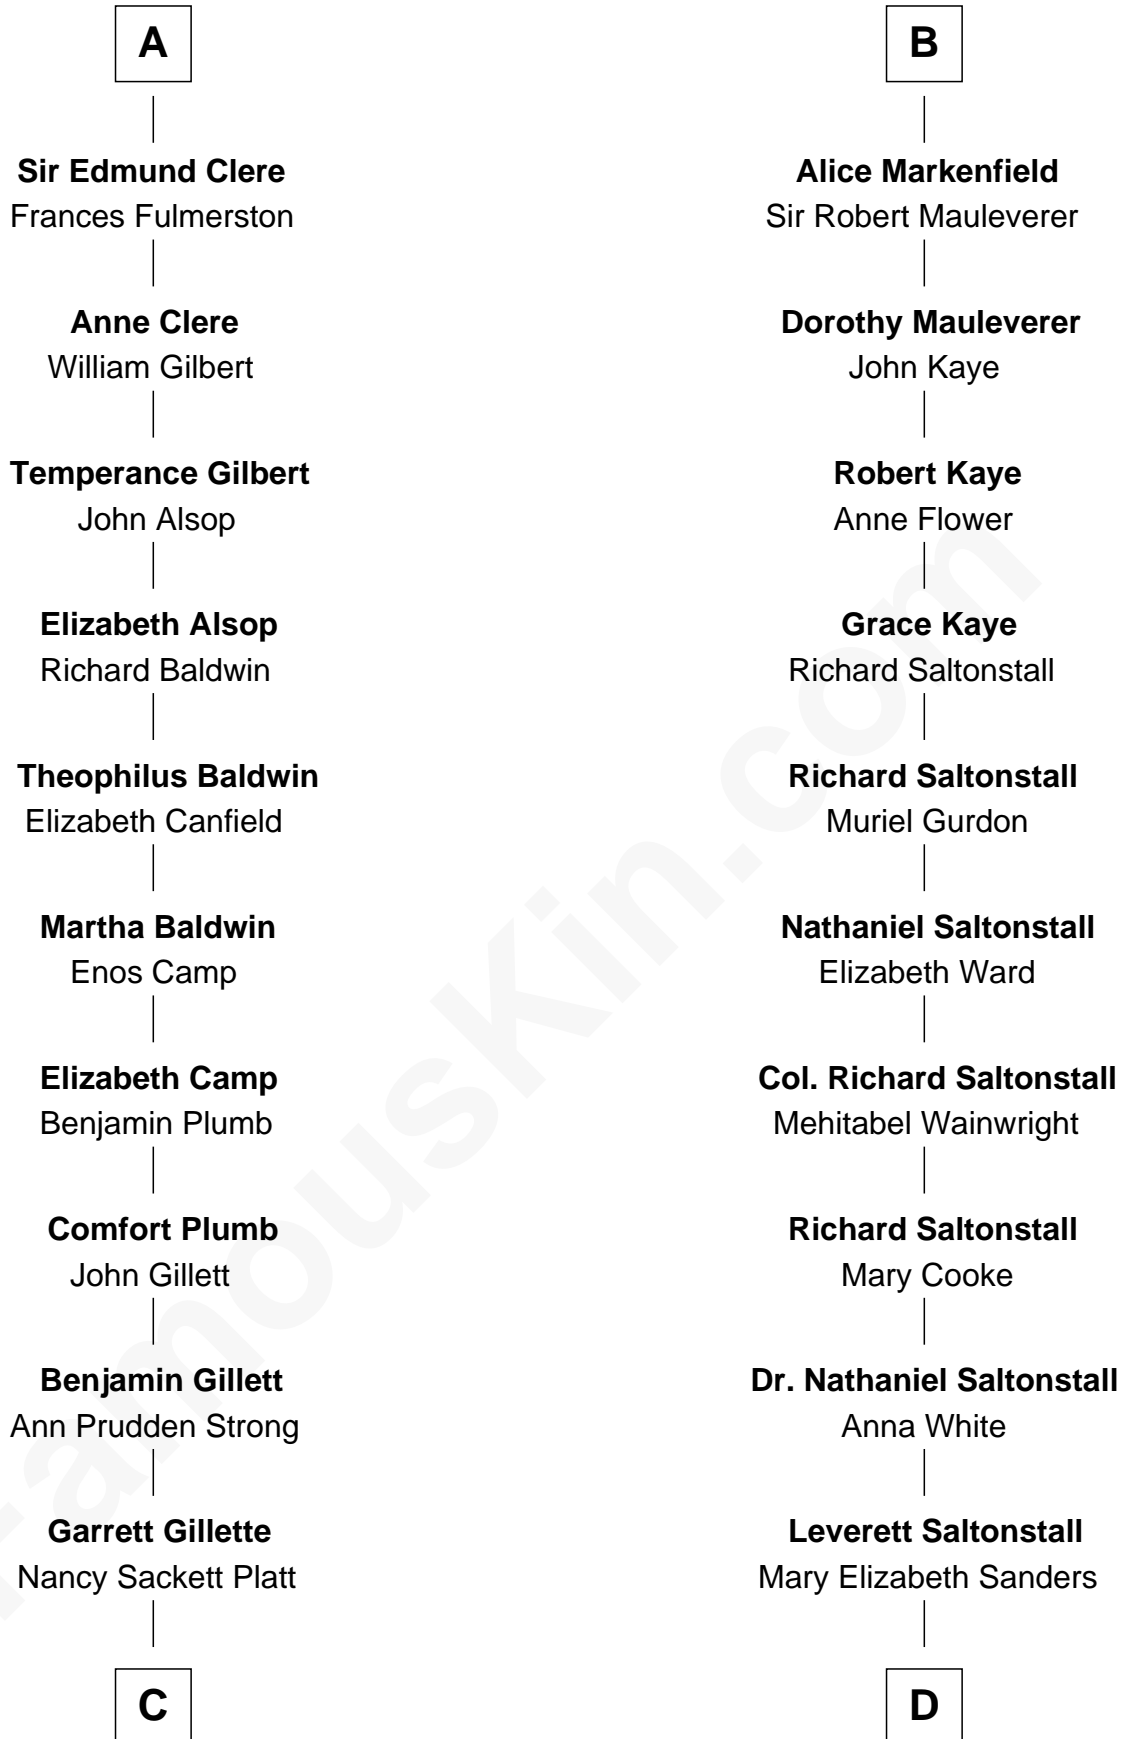 A
Sir Edmund Clere
Frances Fulmerston
Anne Clere
William Gilbert
Temperance Gilbert
John Alsop
Elizabeth Alsop
Richard Baldwin
Theophilus Baldwin
Elizabeth Canfield
Martha Baldwin
Enos Camp
Elizabeth Camp
Benjamin Plumb
Comfort Plumb
John Gillett
Benjamin Gillett
Ann Prudden Strong
Garrett Gillette
Nancy Sackett Platt
C
B
Alice Markenfield
Sir Robert Mauleverer
Dorothy Mauleverer
John Kaye
Robert Kaye
Anne Flower
Grace Kaye
Richard Saltonstall
Richard Saltonstall
Muriel Gurdon
Nathaniel Saltonstall
Elizabeth Ward
Col. Richard Saltonstall
Mehitabel Wainwright
Richard Saltonstall
Mary Cooke
Dr. Nathaniel Saltonstall
Anna White
Leverett Saltonstall
Mary Elizabeth Sanders
D
FamousKin.com